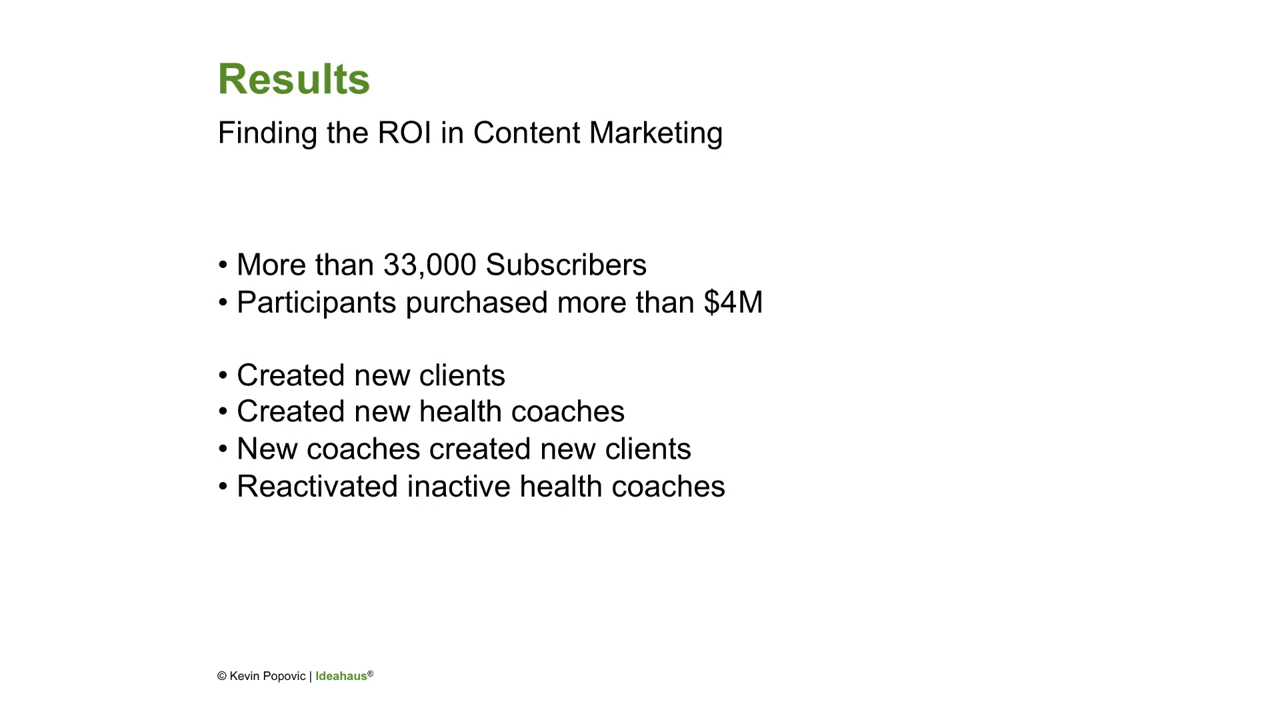 Results
Finding the ROI in Content Marketing
• More than 33,000 Subscribers
• Participants purchased more than $4M
• Created new clients
• Created new health coaches
• New coaches created new clients
• Reactivated inactive health coaches
© Kevin Popovic | Ideahaus®